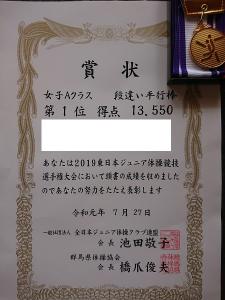 賞状
女子Aクラス 段違い平行棒
第1位 得点 13.550
あなたは2019東日本ジュニア体操競技
選手権大会において頭書の成績を収めました
のであなたの努力をたたえ表彰します
令和元年 7月27日
一般社団法人 全日本ジュニア体操クラブ連盟
会長 池田敬子
群馬県体操協会
会長 橋爪俊夫